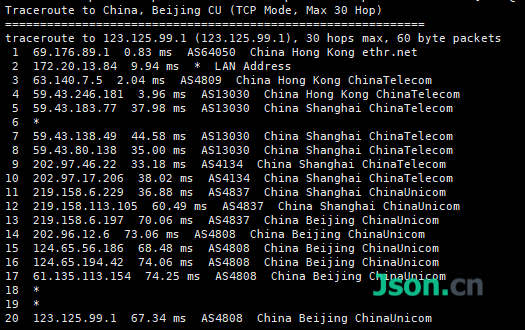 Traceroute to China, Beijing CU (TCP Mode, Max 30 Hop)
============================================================
traceroute to 123.125.99.1 (123.125.99.1), 30 hops max, 60 byte packets
1 69.176.89.1 0.83 ms AS64050 China Hong Kong ethr.net
2 172.20.13.84 9.94 ms * LAN Address
3 63.140.7.5 2.04 ms AS4809 China Hong Kong ChinaTelecom
4 59.43.246.181 3.96 ms AS13030 China Hong Kong ChinaTelecom
5 59.43.183.77 37.98 ms AS13030 China Shanghai ChinaTelecom
6 *
7 59.43.138.49 44.58 ms AS13030 China Shanghai ChinaTelecom
8 59.43.80.138 35.00 ms AS13030 China Shanghai ChinaTelecom
9 202.97.46.22 33.18 ms AS4134 China Shanghai ChinaTelecom
10 202.97.17.206 38.02 ms AS4134 China Shanghai ChinaTelecom
11 219.158.6.229 36.88 ms AS4837 China Shanghai ChinaUnicom
12 219.158.113.105 60.49 ms AS4837 China Shanghai ChinaUnicom
13 219.158.6.197 70.06 ms AS4837 China Beijing ChinaUnicom
14 202.96.12.6 73.06 ms AS4808 China Beijing ChinaUnicom
15 124.65.56.186 68.48 ms AS4808 China Beijing ChinaUnicom
16 124.65.194.42 74.06 ms AS4808 China Beijing ChinaUnicom
17 61.135.113.154 74.25 ms AS4808 China Beijing ChinaUnicom
18 *
19 *
20 123.125.99.1 67.34 ms AS4808 China Beijing ChinaUnicom
Json.cn